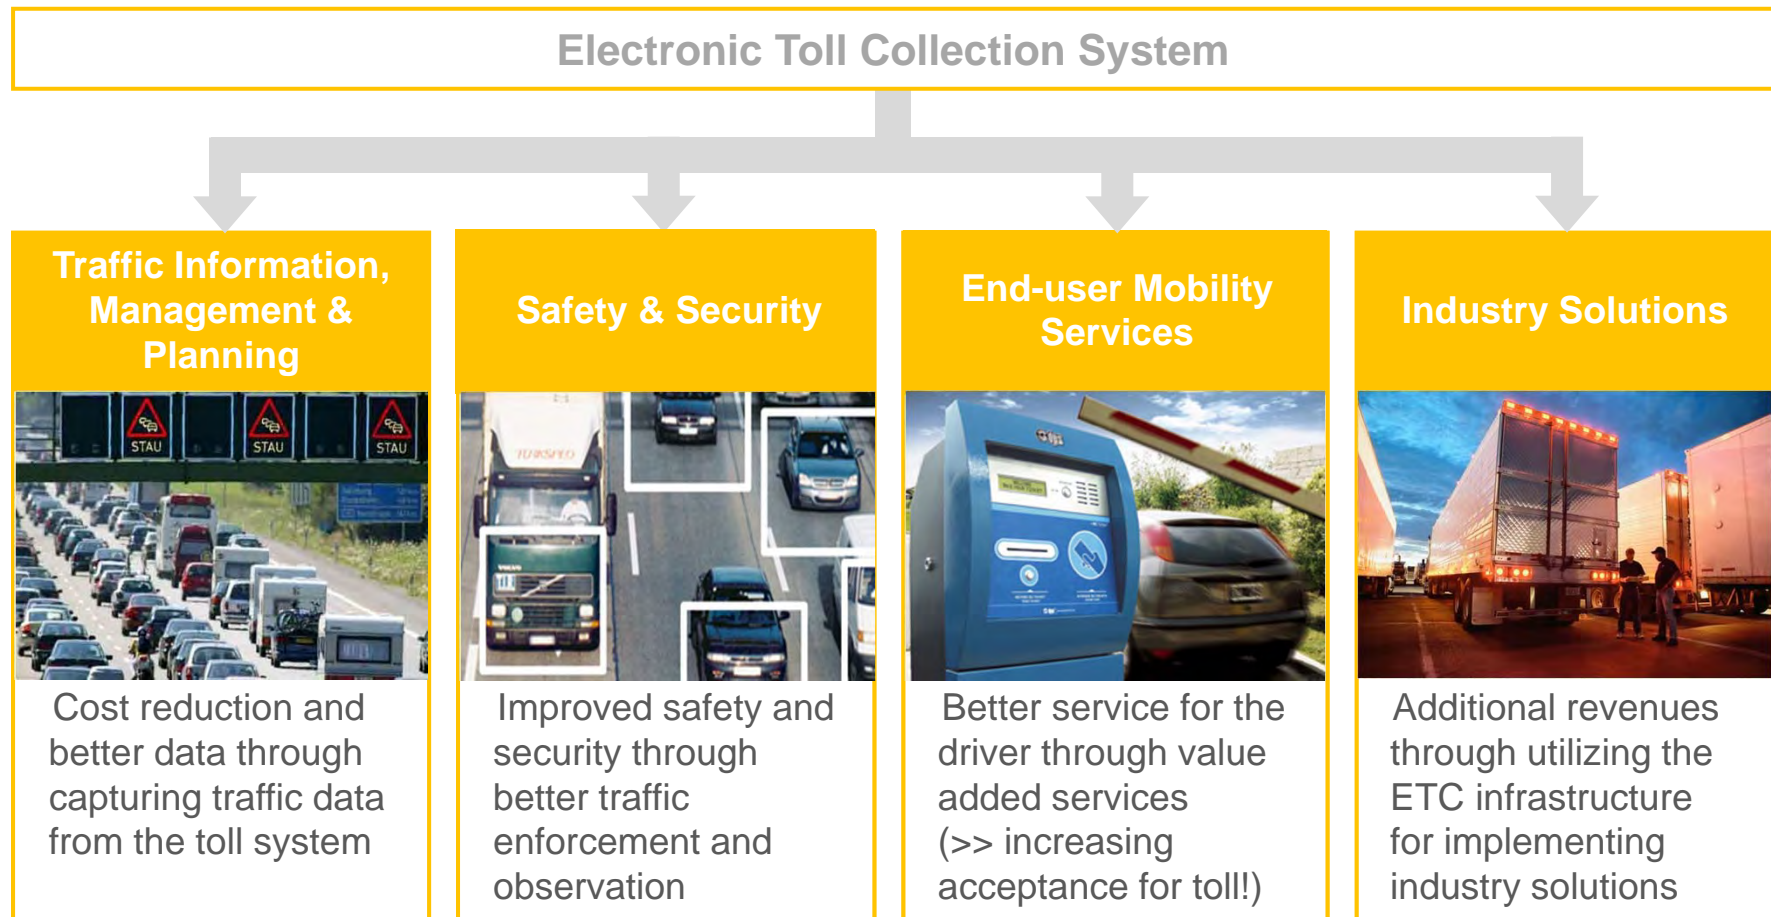 Electronic Toll Collection System
Traffic Information,
Management &
Planning
Safety & Security
End-user Mobility
Services
Industry Solutions
STAU
STAU
STAU
VOLVO
Cost reduction and
better data through
capturing traffic data
from the toll system
Improved safety and
security through
better traffic
enforcement and
observation
Better service for the
driver through value
added services
(>> increasing
acceptance for toll!)
Additional revenues
through utilizing the
ETC infrastructure
for implementing
industry solutions